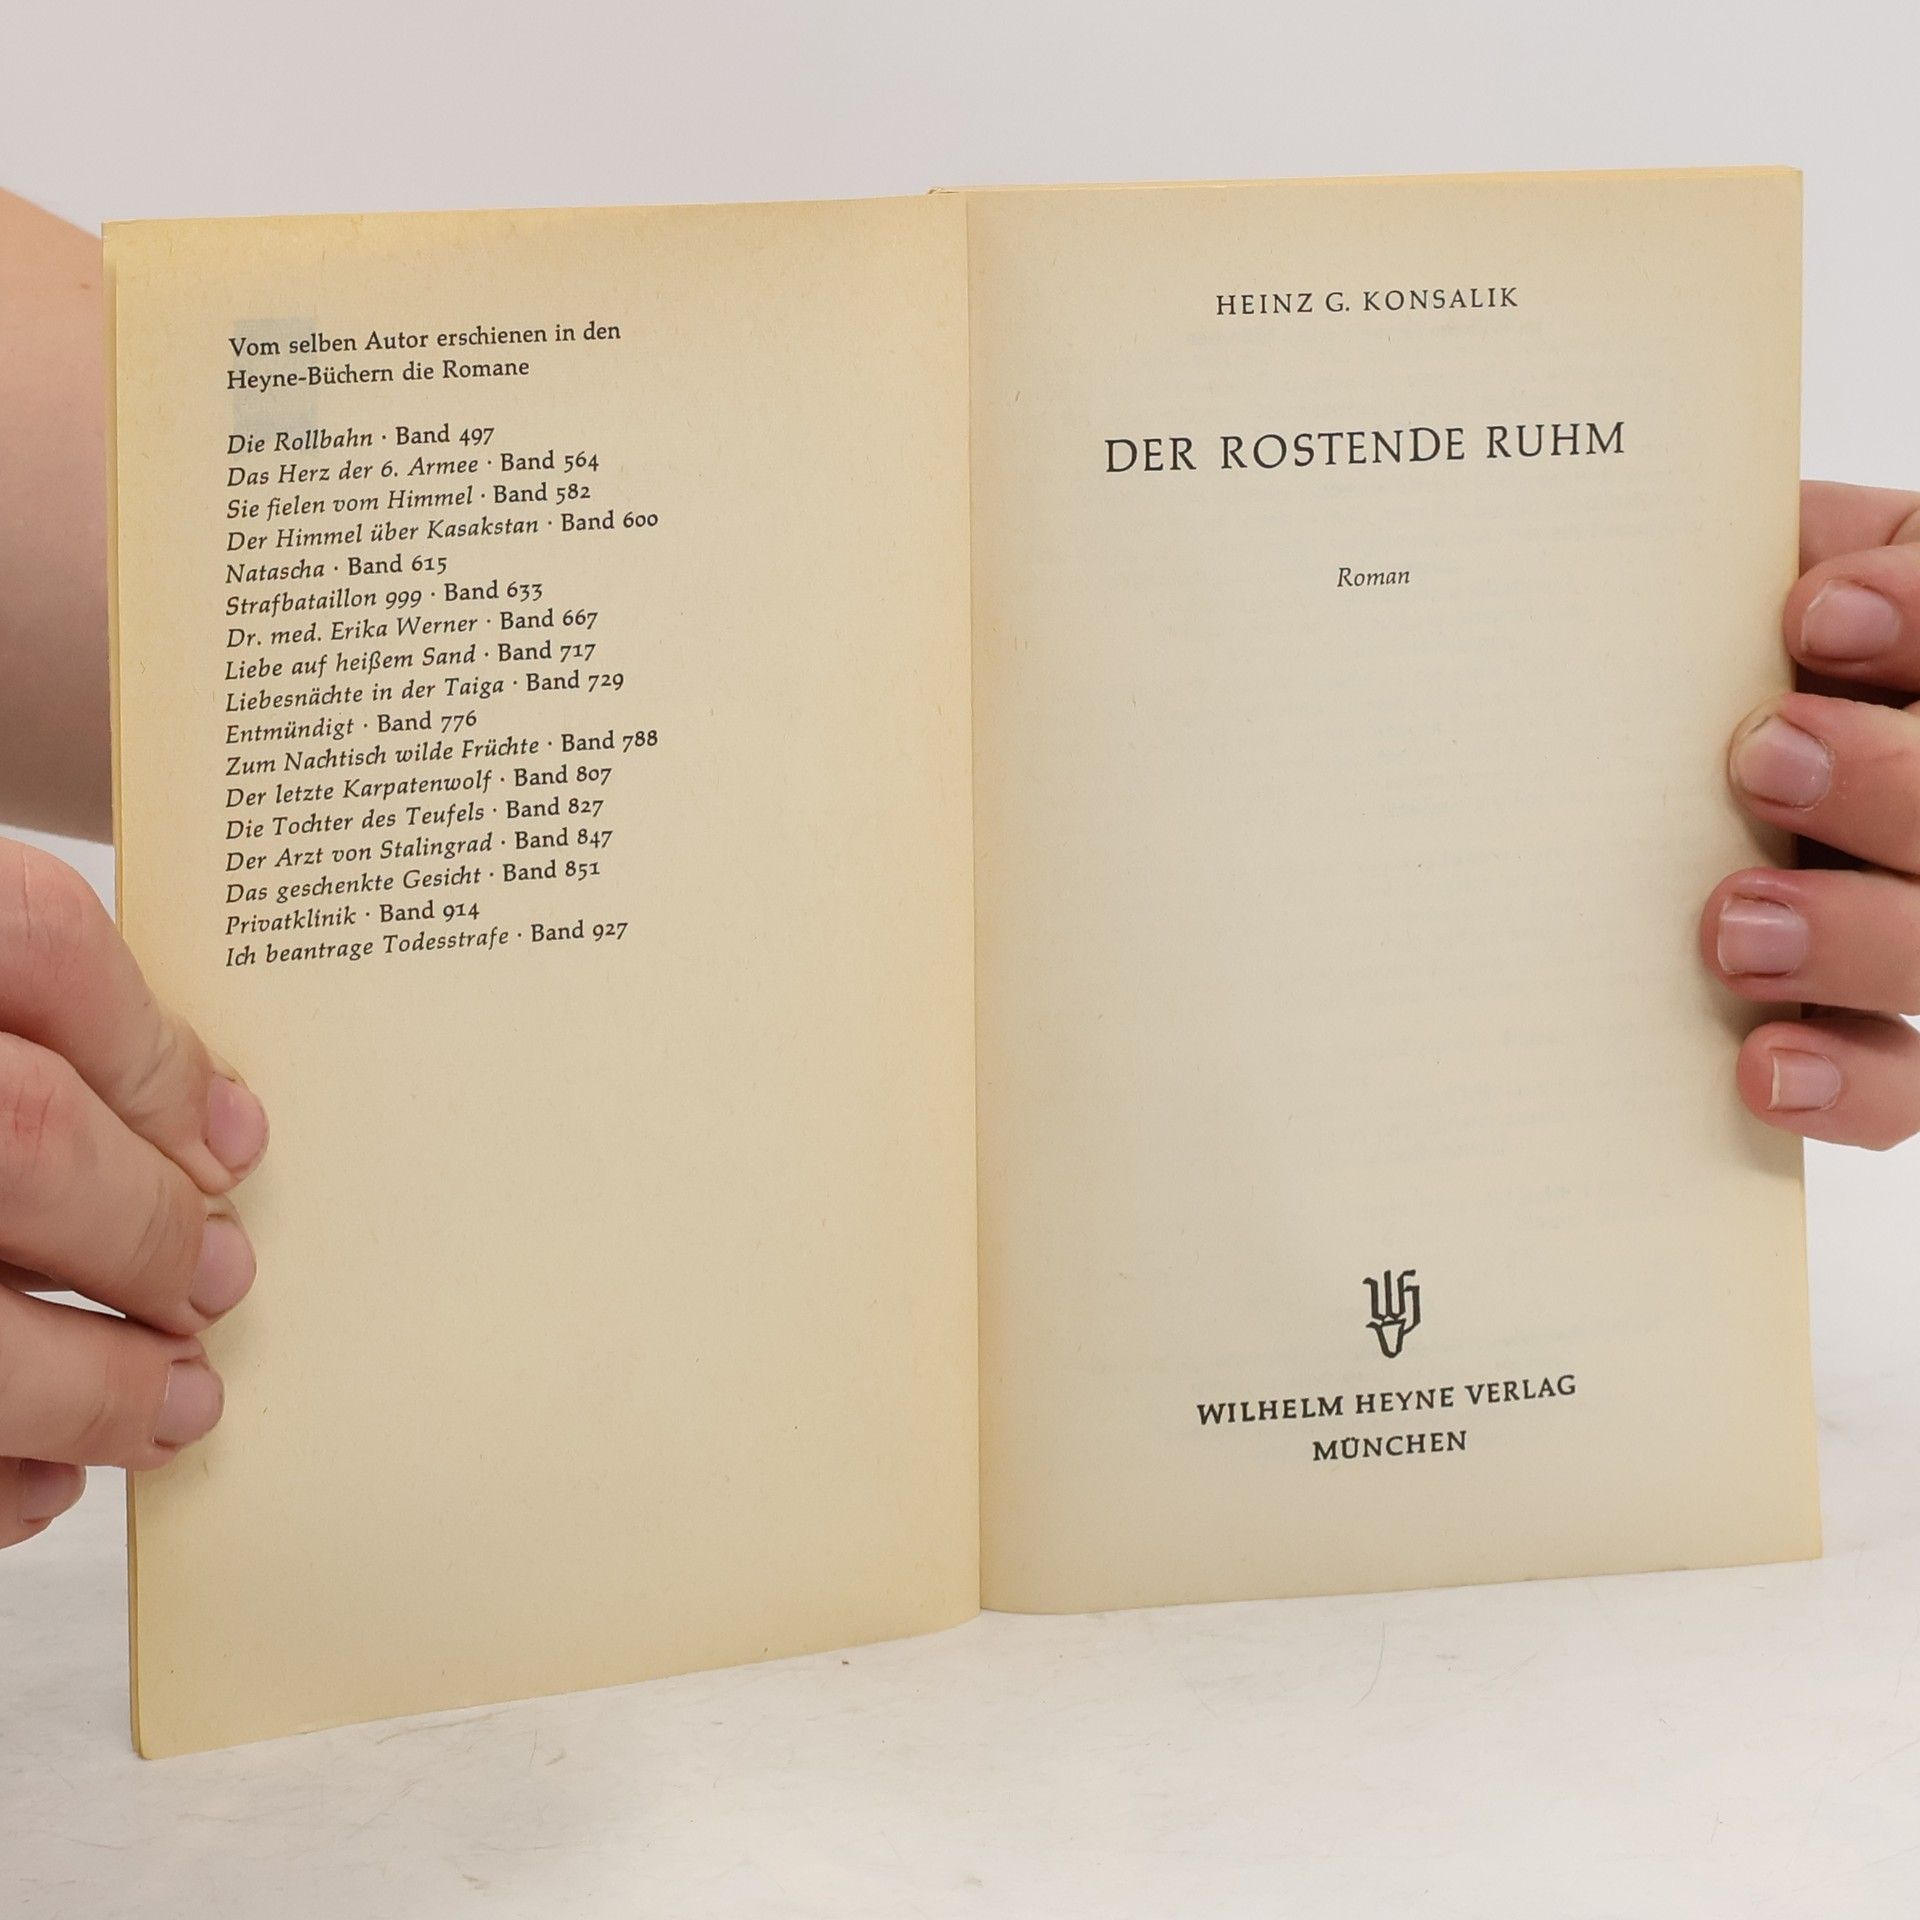 Vom selben Autor erschienen in den
Heyne-Büchern die Romane
Die Rollbahn · Band 497
Das Herz der 6. Armee · Band 564
Sie fielen vom Himmel · Band 582
Der Himmel über Kasakstan · Band 600
Natascha · Band 615
Strafbataillon 999 · Band 633
Dr. med. Erika Werner · Band 667
Liebe auf heißem Sand · Band 717
Liebesnächte in der Taiga · Band 729
Entmündigt · Band 776
Zum Nachtisch wilde Früchte · Band 788
Der letzte Karpatenwolf · Band 807
Die Tochter des Teufels · Band 827
Der Arzt von Stalingrad · Band 847
Das geschenkte Gesicht · Band 851
Privatklinik · Band 914
Ich beantrage Todesstrafe · Band 927
HEINZ G. KONSALIK
DER ROSTENDE RUHM
Roman
WILHELM HEYNE VERLAG
MÜNCHEN